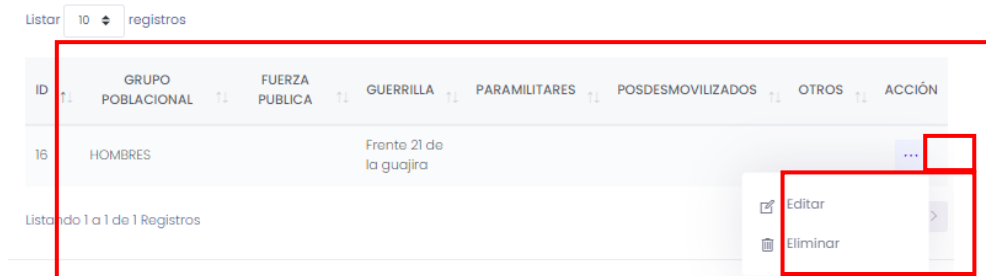 Listar 10 registros
ID GRUPO POBLACIONAL FUERZA PUBLICA GUERRILLA PARAMILITARES POSDESMOVILIZADOS OTROS ACCIÓN
16 HOMBRES Frente 21 de la guajira ...
Editar
Listando 1 a 1 de 1 Registros >
Eliminar